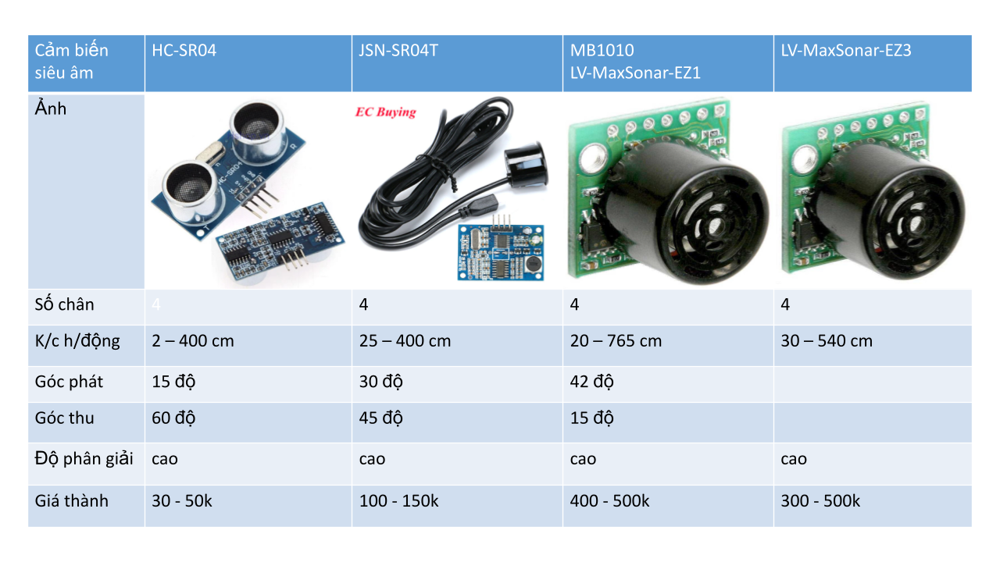 Cảm biến siêu âm
HC-SR04
JSN-SR04T
MB1010
LV-MaxSonar-EZ1
LV-MaxSonar-EZ3
Ảnh
HC-SR04
R
EC Buying
Số chân
4
4
4
4
K/c h/động
2 – 400 cm
25 – 400 cm
20 – 765 cm
30 – 540 cm
Góc phát
15 độ
30 độ
42 độ
Góc thu
60 độ
45 độ
15 độ
Độ phân giải
cao
cao
cao
cao
Giá thành
30 - 50k
100 - 150k
400 - 500k
300 - 500k